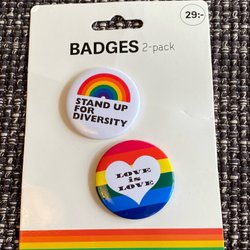 29:-
BADGES 2-pack
STAND UP
FOR
DIVERSITY
LOVE
is
LOVE